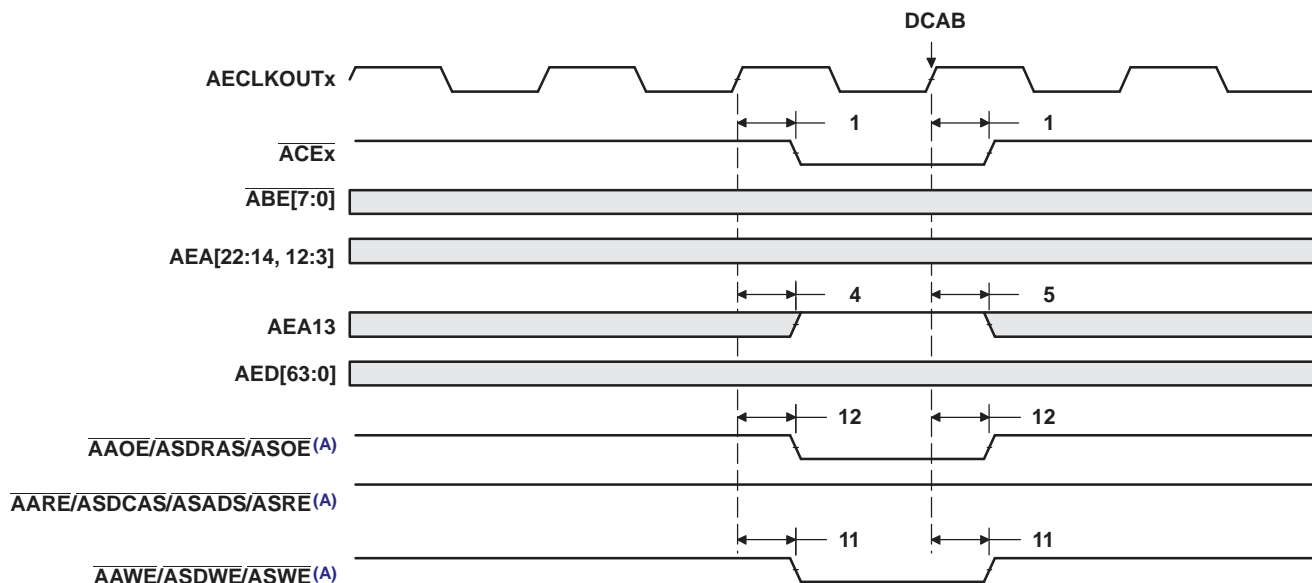 DCAB
AECLKOUTx
1 1
ACEx
ABE[7:0]
AEA[22:14, 12:3]
4 5
AEA13
AED[63:0]
12 12
AAOE/ASDRAS/ASOE(A)
AARE/ASDCAS/ASADS/ASRE(A)
11 11
AAWE/ASDWE/ASWE(A)